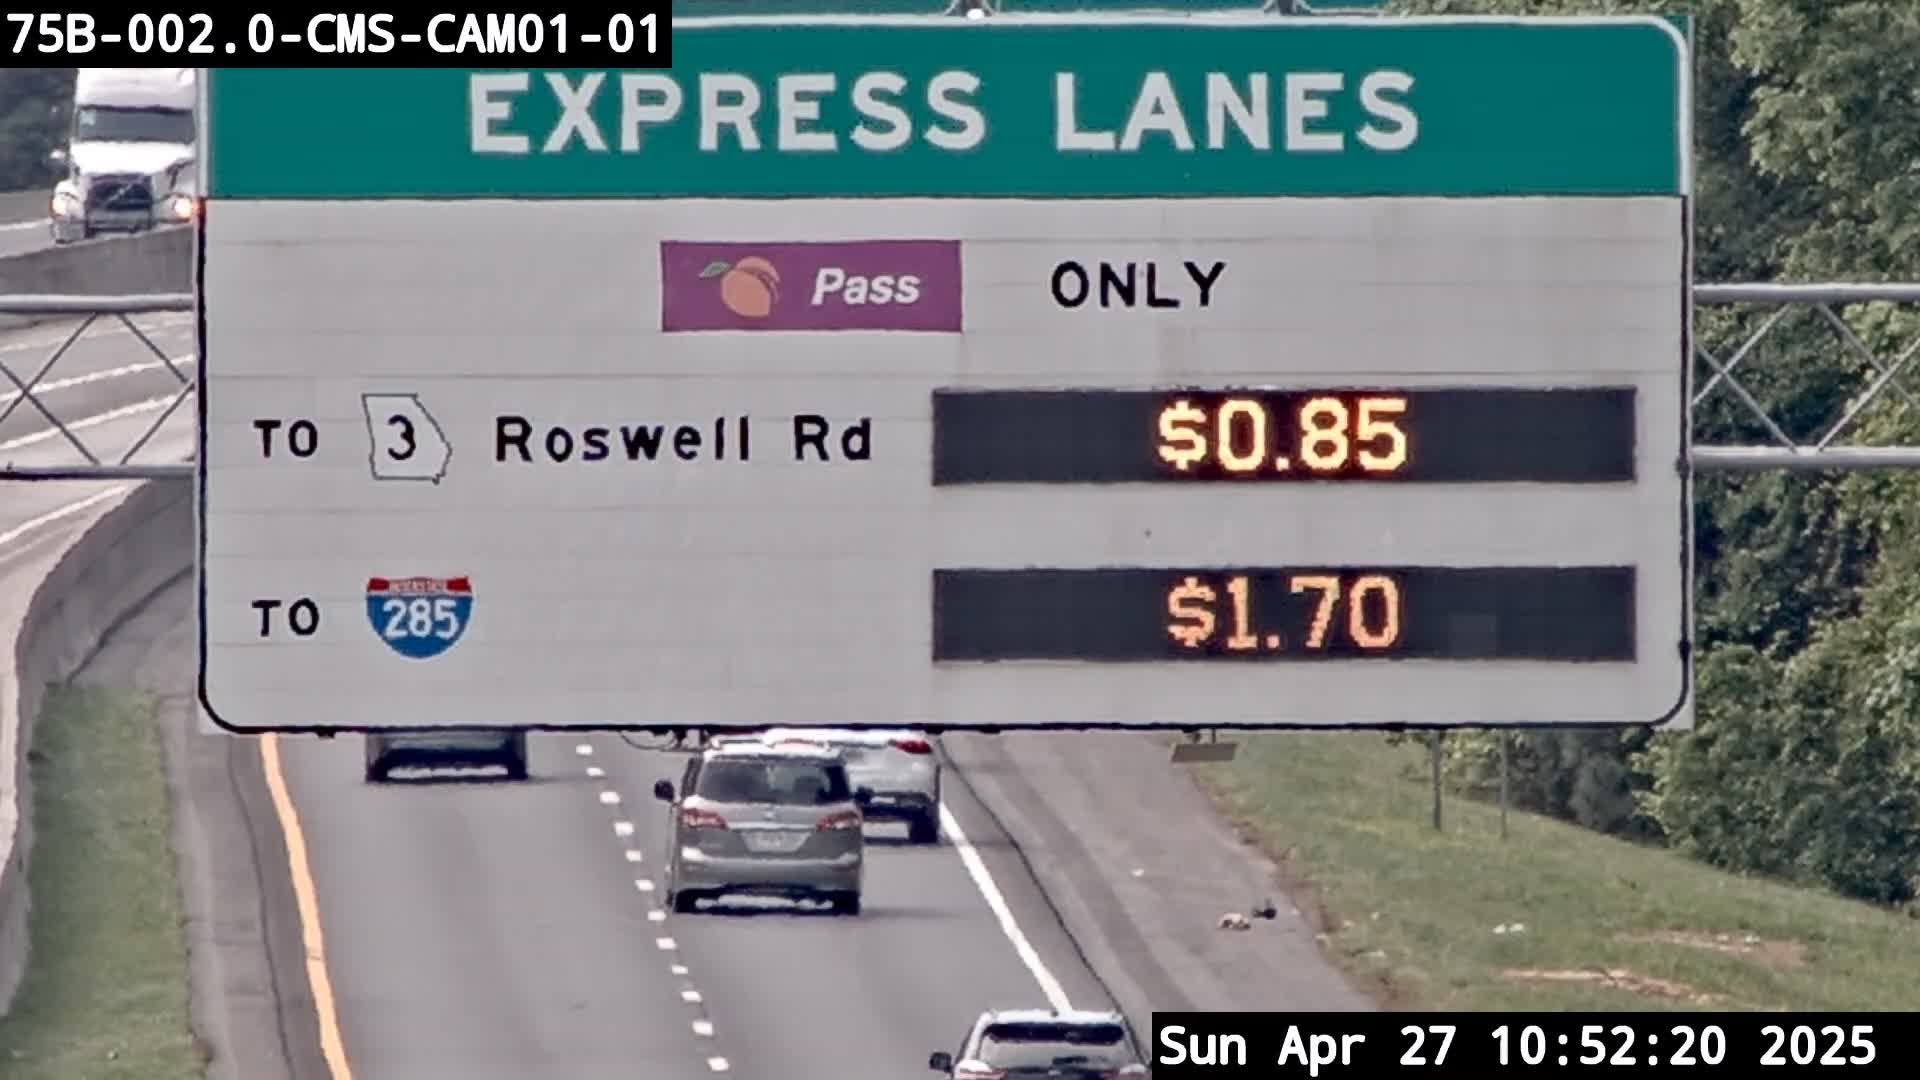 75B-002.0-CMS-CAM01-01
EXPRESS LANES
Pass ONLY
TO 3 Roswell Rd $0.85
TO INTERSTATE 285 $1.70
Sun Apr 27 10:52:20 2025